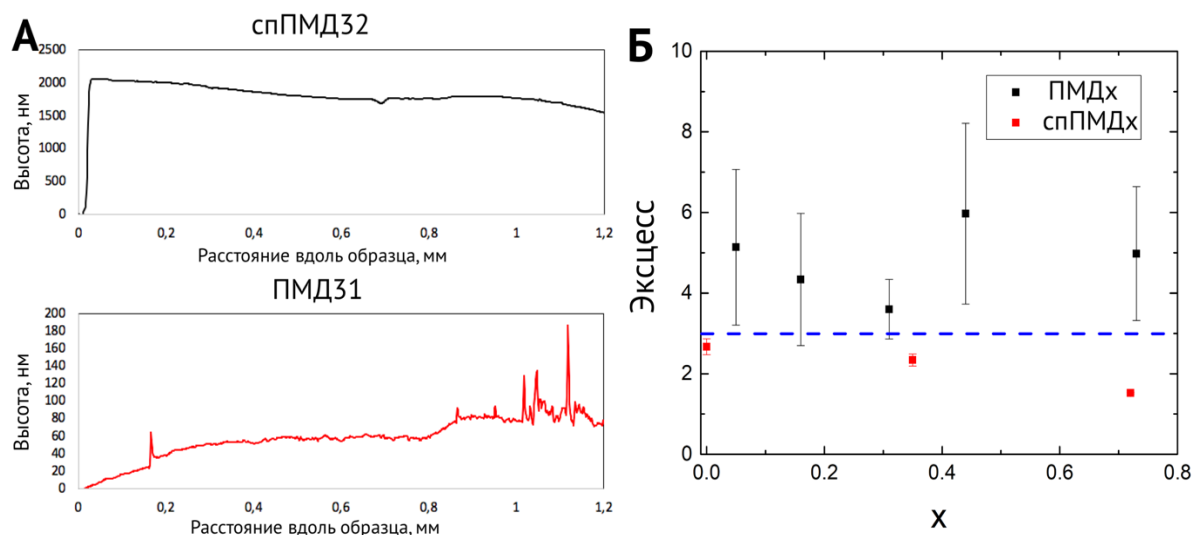 А
спПМД32
Высота, нм
2500
2000
1500
1000
500
0
0 0,2 0,4 0,6 0,8 1 1,2
Расстояние вдоль образца, мм
ПМД31
Высота, нм
200
180
160
140
120
100
80
60
40
20
0
0 0,2 0,4 0,6 0,8 1 1,2
Расстояние вдоль образца, мм
Б
Эксцесс
10
8
6
4
2
0
0.0 0.2 0.4 0.6 0.8
x
ПМДx
спПМДx